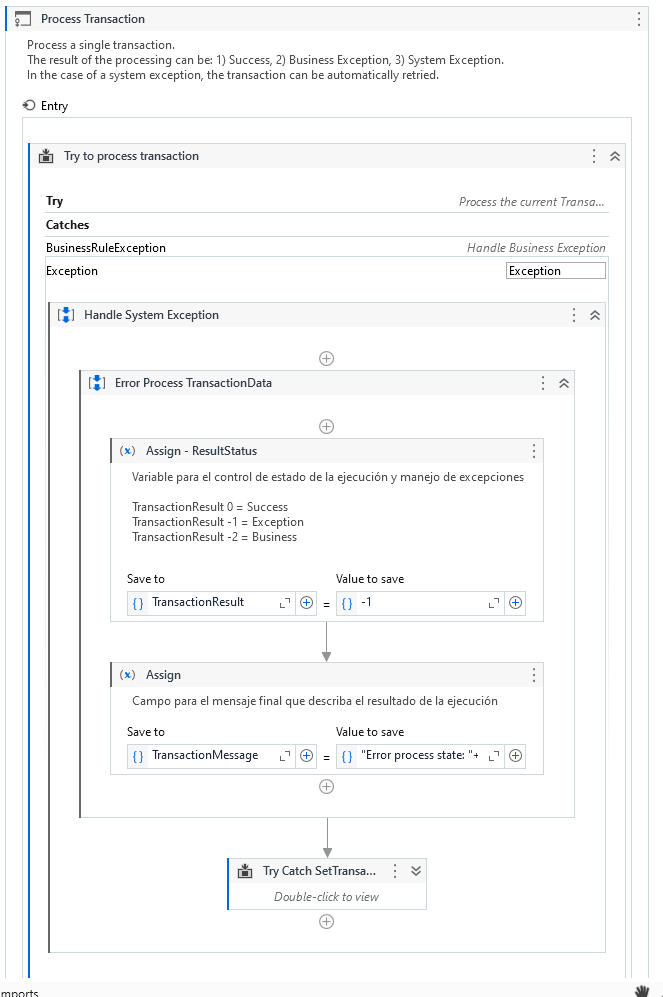 Process Transaction
Process a single transaction.
The result of the processing can be: 1) Success, 2) Business Exception, 3) System Exception.
In the case of a system exception, the transaction can be automatically retried.
Entry
Try to process transaction
Try Process the current Transa...
Catches
BusinessRuleException Handle Business Exception
Exception Exception
Handle System Exception
Error Process TransactionData
(x) Assign - ResultStatus
Variable para el control de estado de la ejecución y manejo de excepciones
TransactionResult 0 = Success
TransactionResult -1 = Exception
TransactionResult -2 = Business
Save to Value to save
{} TransactionResult = {} -1
(x) Assign
Campo para el mensaje final que describa el resultado de la ejecución
Save to Value to save
{} TransactionMessage = {} "Error process state: "+
Try Catch SetTransa...
Double-click to view
mports